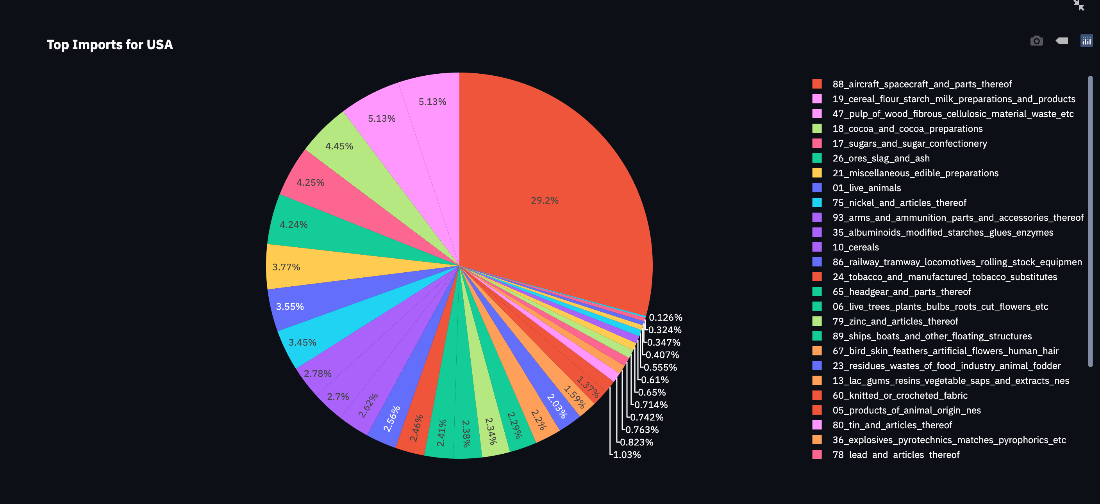 Top Imports for USA
5.13%
5.13%
4.45%
4.25%
4.24%
3.77%
3.55%
3.45%
2.78%
2.7%
2.62%
2.56%
2.46%
2.41%
2.38%
2.34%
2.29%
2.2%
2.03%
1.59%
1.37%
29.2%
0.126%
0.324%
0.347%
0.407%
0.555%
0.61%
0.65%
0.714%
0.742%
0.763%
0.823%
1.03%
88_aircraft_spacecraft_and_parts_thereof
19_cereal_flour_starch_milk_preparations_and_products
47_pulp_of_wood_fibrous_cellulosic_material_waste_etc
18_cocoa_and_cocoa_preparations
17_sugars_and_sugar_confectionery
26_ores_slag_and_ash
21_miscellaneous_edible_preparations
01_live_animals
75_nickel_and_articles_thereof
93_arms_and_ammunition_parts_and_accessories_thereof
35_albuminoids_modified_starches_glues_enzymes
10_cereals
86_railway_tramway_locomotives_rolling_stock_equipmen
24_tobacco_and_manufactured_tobacco_substitutes
65_headgear_and_parts_thereof
06_live_trees_plants_bulbs_roots_cut_flowers_etc
79_zinc_and_articles_thereof
89_ships_boats_and_other_floating_structures
67_bird_skin_feathers_artificial_flowers_human_hair
23_residues_wastes_of_food_industry_animal_fodder
13_lac_gums_resins_vegetable_saps_and_extracts_nes
60_knitted_or_crocheted_fabric
05_products_of_animal_origin_nes
80_tin_and_articles_thereof
36_explosives_pyrotechnics_matches_pyrophorics_etc
78_lead_and_articles_thereof